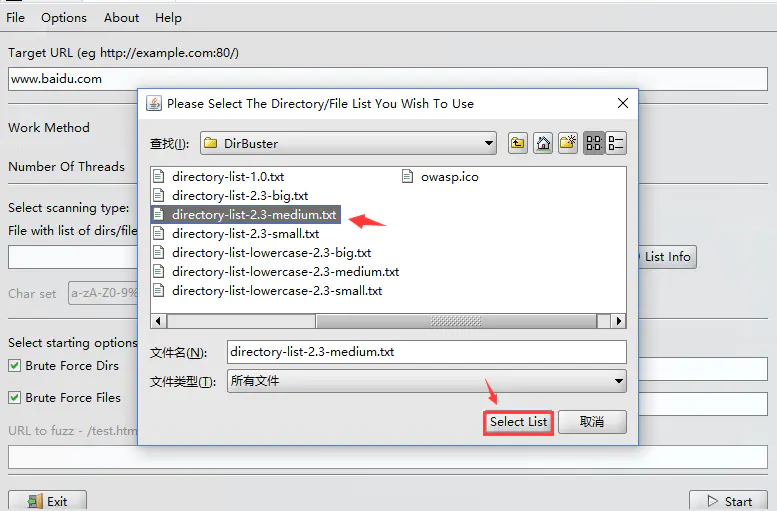 File Options About Help
Target URL (eg http://example.com:80/)
www.baidu.com
Please Select The Directory/File List You Wish To Use
Work Method
查找(I):
DirBuster
Number Of Threads
directory-list-1.0.txt
owasp.ico
directory-list-2.3-big.txt
directory-list-2.3-medium.txt
directory-list-2.3-small.txt
directory-list-lowercase-2.3-big.txt
directory-list-lowercase-2.3-medium.txt
directory-list-lowercase-2.3-small.txt
Select scanning type:
File with list of dirs/file
List Info
Char set
a-zA-Z0-9%
Select starting options
文件名(N):
directory-list-2.3-medium.txt
Brute Force Dirs
文件类型(T):
所有文件
Brute Force Files
Select List
取消
URL to fuzz - /test.htm
Exit
Start